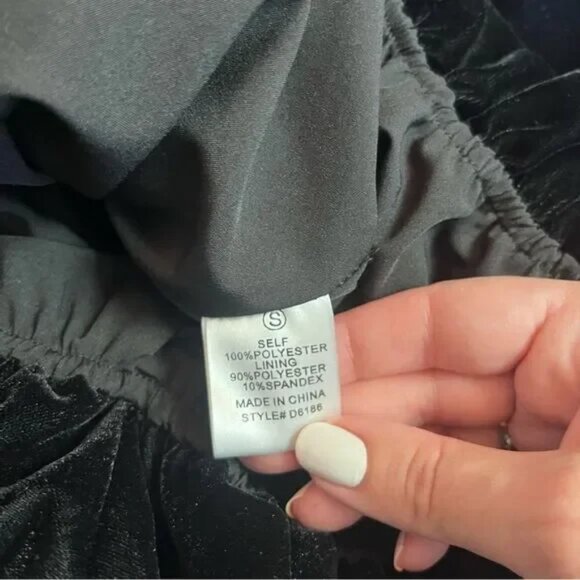 S
SELF
100%POLYESTER
LINING
90%POLYESTER
10%SPANDEX
MADE IN CHINA
STYLE# D6186